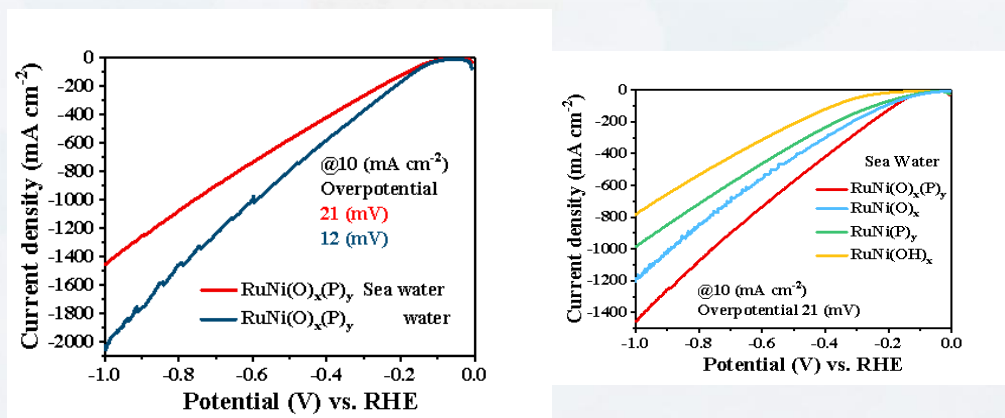 Current density (mA cm⁻²)
0
-200
-400
-600
-800
-1000
-1200
-1400
-1600
-1800
-2000
@10 (mA cm⁻²)
Overpotential
21 (mV)
12 (mV)
RuNi(O)ₓ(P)ᵧ Sea water
RuNi(O)ₓ(P)ᵧ water
-1.0 -0.8 -0.6 -0.4 -0.2 0.0
Potential (V) vs. RHE
Current density (mA cm⁻²)
0
-200
-400
-600
-800
-1000
-1200
-1400
Sea Water
RuNi(O)ₓ(P)ᵧ
RuNi(O)ₓ
RuNi(P)ᵧ
RuNi(OH)ₓ
@10 (mA cm⁻²)
Overpotential 21 (mV)
-1.0 -0.8 -0.6 -0.4 -0.2 0.0
Potential (V) vs. RHE